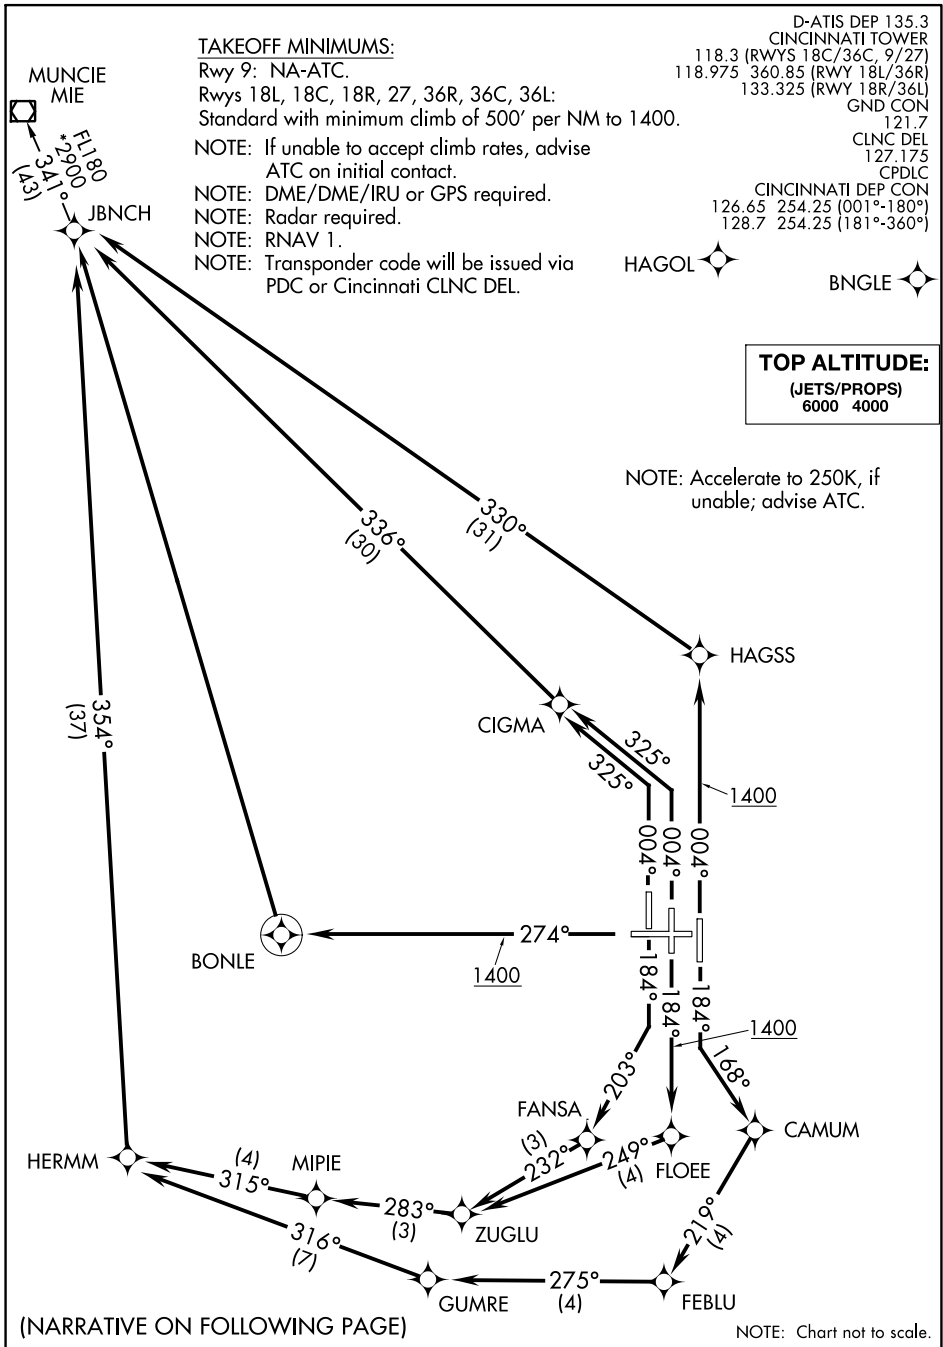 D-ATIS DEP 135.3
CINCINNATI TOWER
118.3 (RWYS 18C/36C, 9/27)
118.975 360.85 (RWY 18L/36R)
133.325 (RWY 18R/36L)
GND CON
121.7
CLNC DEL
127.175
CPDLC
CINCINNATI DEP CON
126.65 254.25 (001°-180°)
128.7 254.25 (181°-360°)
TAKEOFF MINIMUMS:
Rwy 9: NA-ATC.
Rwys 18L, 18C, 18R, 27, 36R, 36C, 36L:
Standard with minimum climb of 500' per NM to 1400.
NOTE: If unable to accept climb rates, advise
ATC on initial contact.
NOTE: DME/DME/IRU or GPS required.
NOTE: Radar required.
NOTE: RNAV 1.
NOTE: Transponder code will be issued via
PDC or Cincinnati CLNC DEL.
MUNCIE
MIE
FL180
*2900
341°
(43)
JBNCH
HAGOL
BNGLE
TOP ALTITUDE:
(JETS/PROPS)
6000 4000
NOTE: Accelerate to 250K, if
unable; advise ATC.
330°
(31)
336°
(30)
HAGSS
354°
(37)
CIGMA
325°
325°
1400
004°
004°
004°
BONLE
274°
1400
184°
184°
184°
1400
203°
168°
FANSA
(3)
232°
249°
(4)
FLOEE
CAMUM
HERMM
(4)
315°
MIPIE
283°
(3)
ZUGLU
219°
(4)
316°
(7)
GUMRE
275°
(4)
FEBLU
(NARRATIVE ON FOLLOWING PAGE)
NOTE: Chart not to scale.